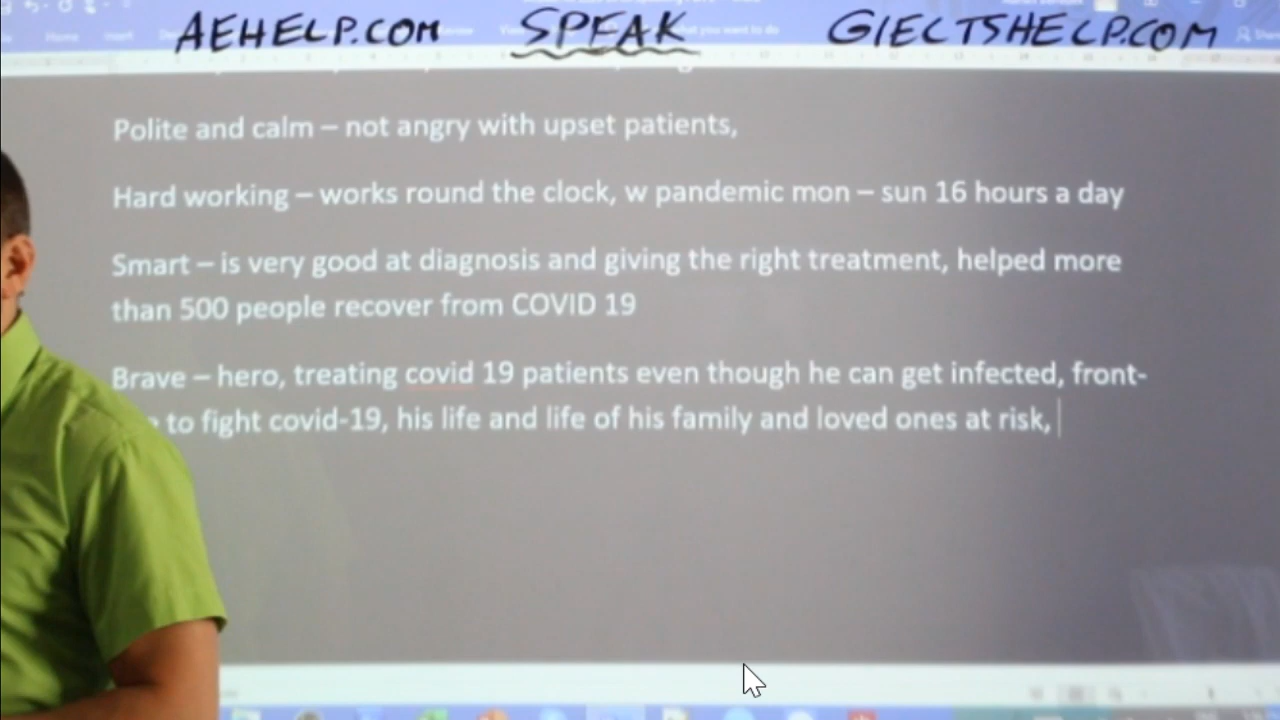 AEHELP.COM SPEAK GIELTSHELP.COM
Polite and calm – not angry with upset patients,
Hard working – works round the clock, w pandemic mon – sun 16 hours a day
Smart – is very good at diagnosis and giving the right treatment, helped more
than 500 people recover from COVID 19
Brave – hero, treating covid 19 patients even though he can get infected, front-
to fight covid-19, his life and life of his family and loved ones at risk,